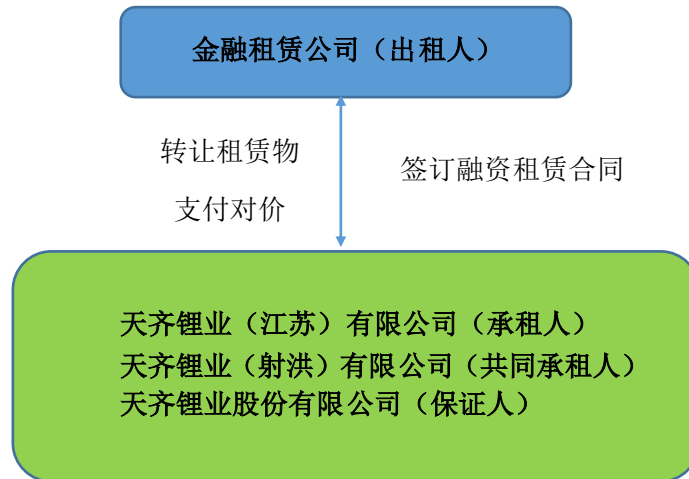 金融租赁公司（出租人）
转让租赁物
支付对价
签订融资租赁合同
天齐锂业（江苏）有限公司（承租人）
天齐锂业（射洪）有限公司（共同承租人）
天齐锂业股份有限公司（保证人）